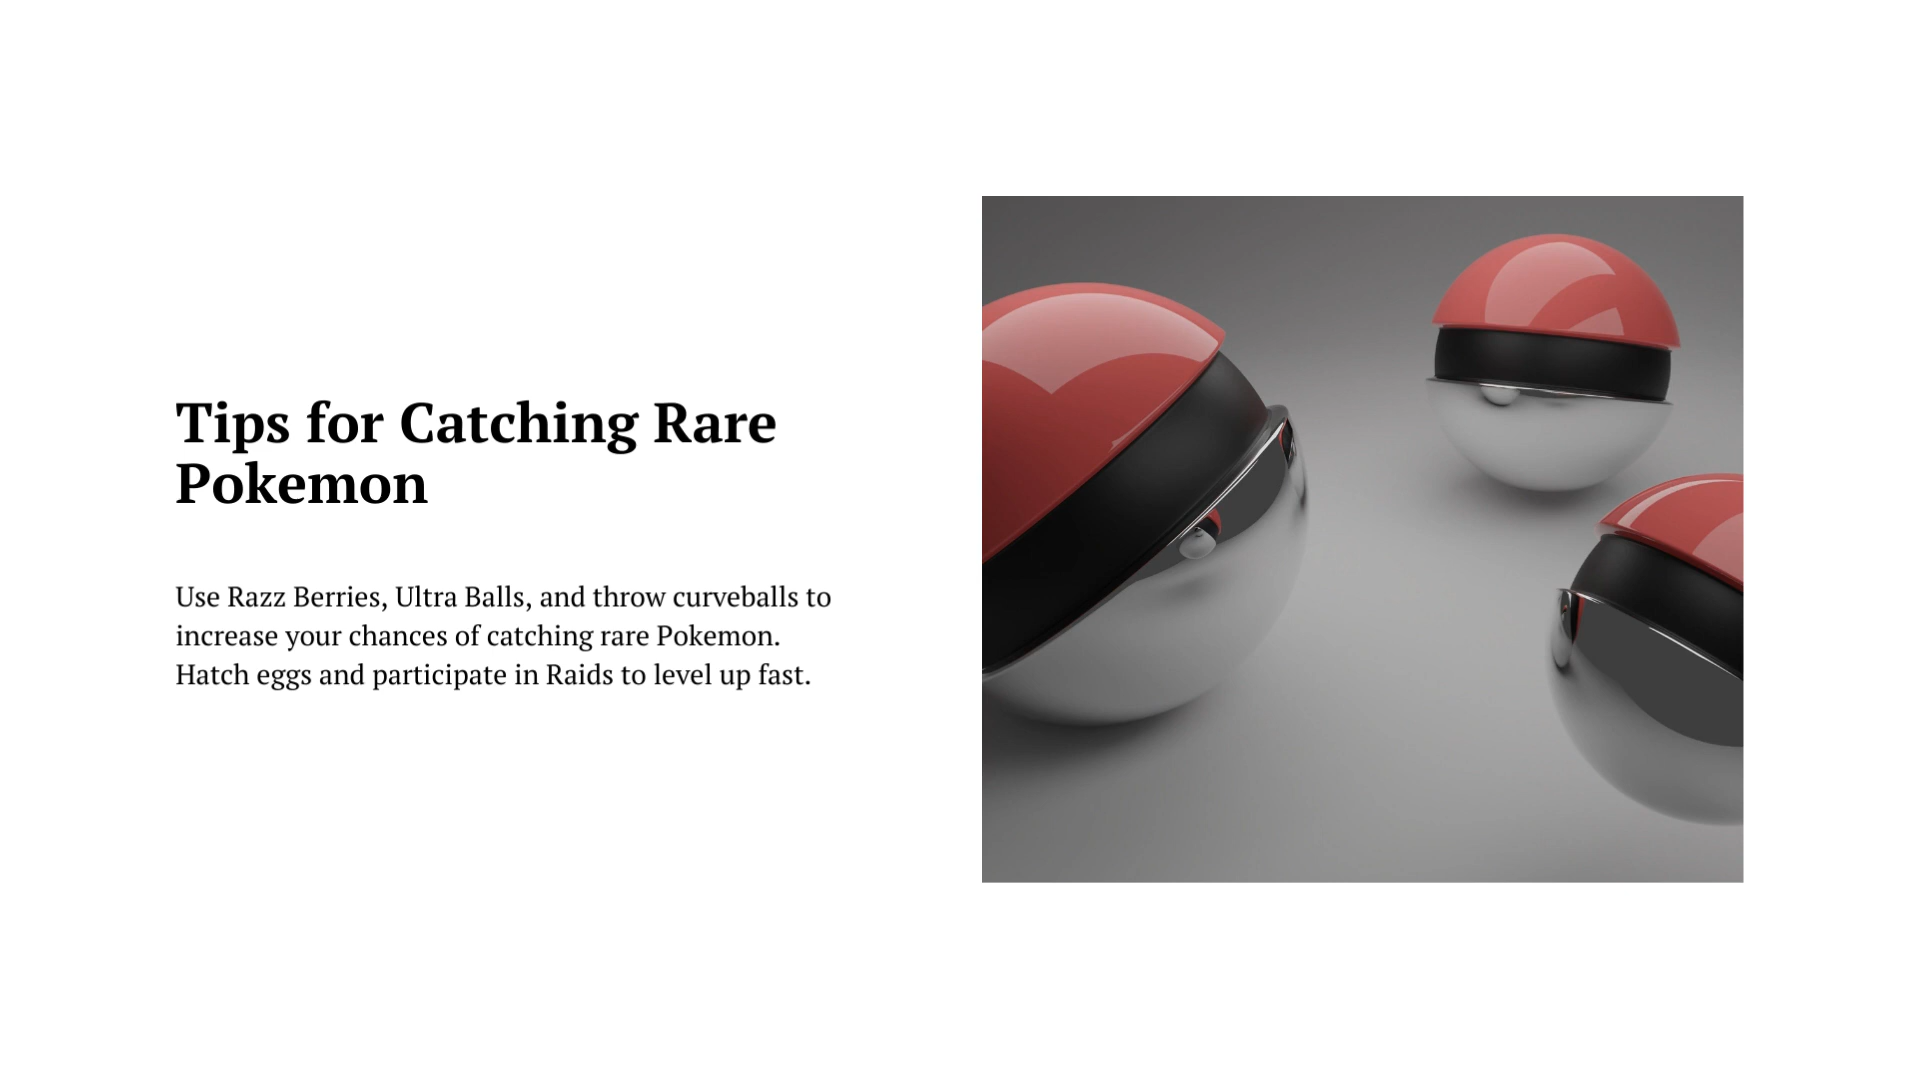 Tips for Catching Rare
Pokemon
Use Razz Berries, Ultra Balls, and throw curveballs to
increase your chances of catching rare Pokemon.
Hatch eggs and participate in Raids to level up fast.